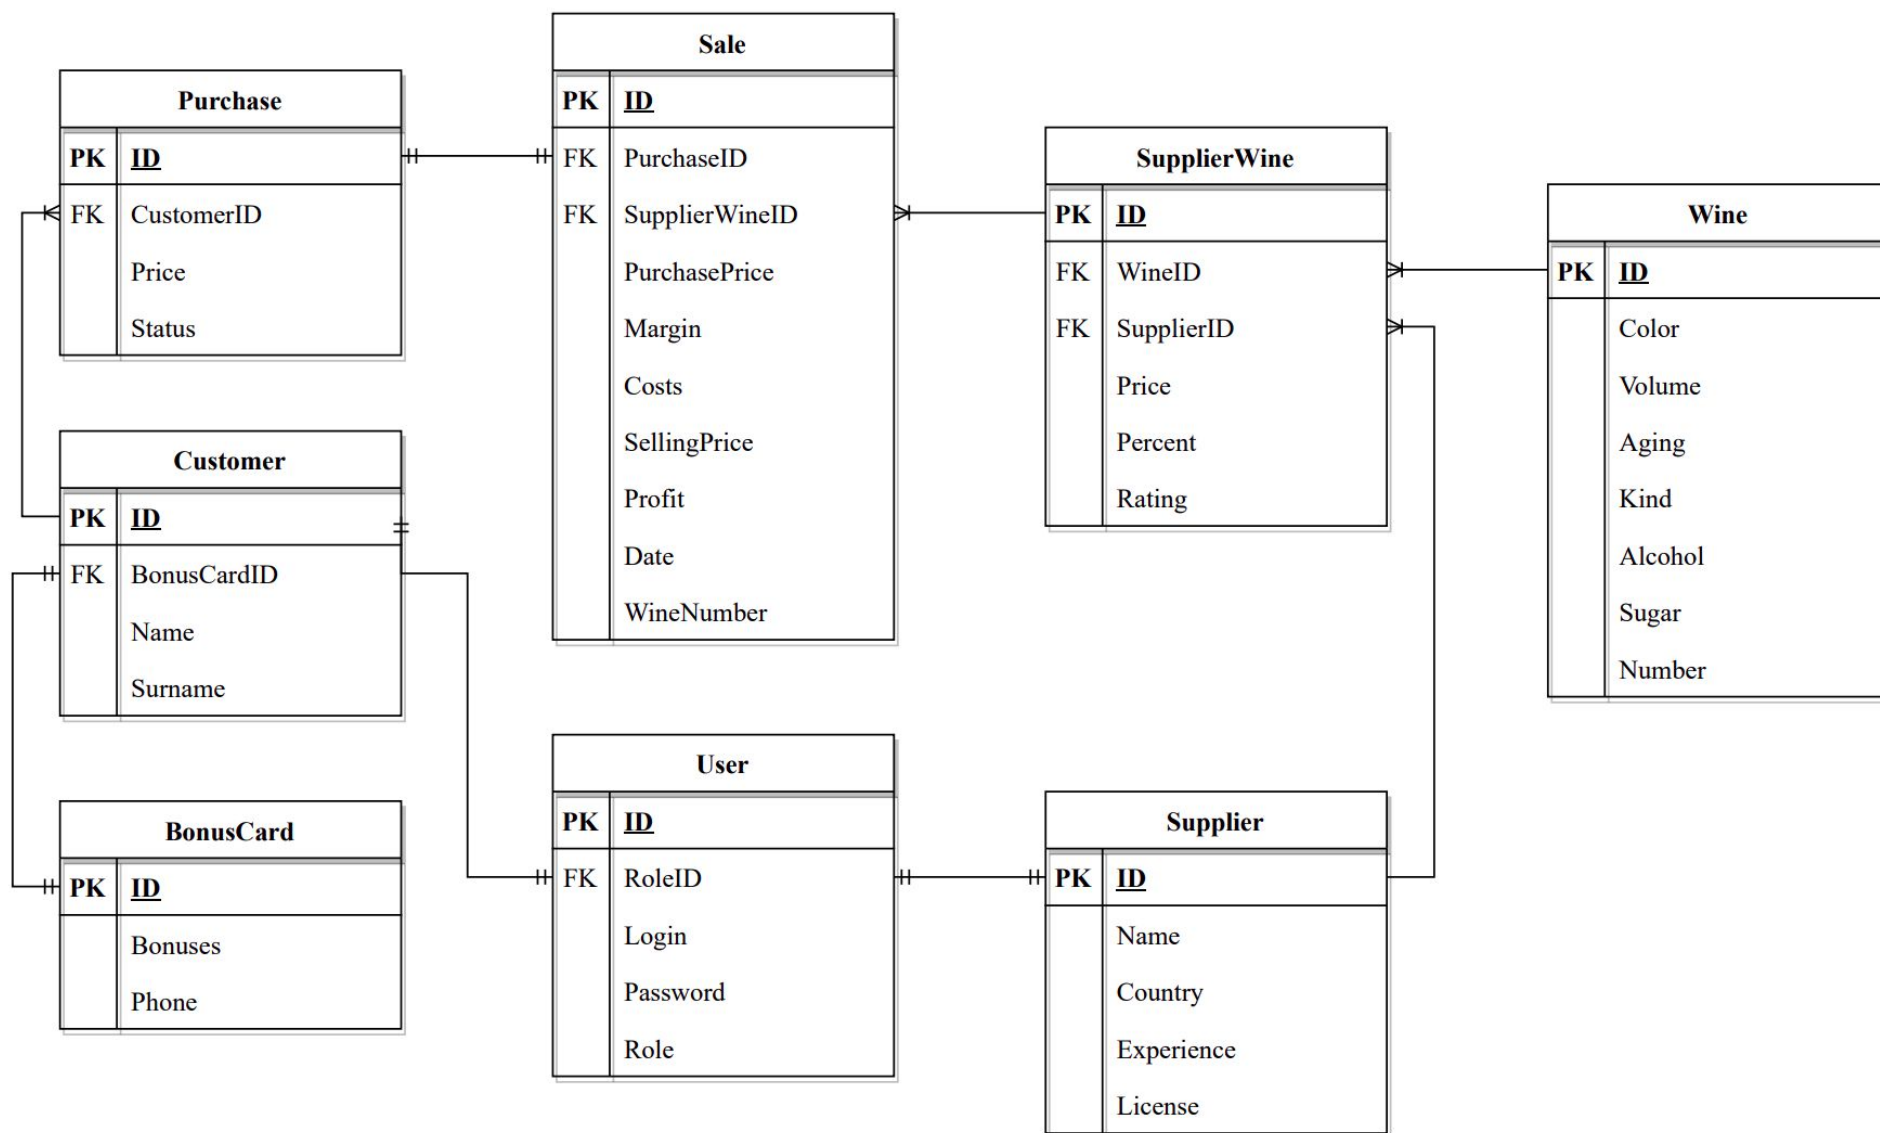 Purchase
PK ID
FK CustomerID
Price
Status
Customer
PK ID
FK BonusCardID
Name
Surname
BonusCard
PK ID
Bonuses
Phone
Sale
PK ID
FK PurchaseID
FK SupplierWineID
PurchasePrice
Margin
Costs
SellingPrice
Profit
Date
WineNumber
User
PK ID
FK RoleID
Login
Password
Role
SupplierWine
PK ID
FK WineID
FK SupplierID
Price
Percent
Rating
Supplier
PK ID
Name
Country
Experience
License
Wine
PK ID
Color
Volume
Aging
Kind
Alcohol
Sugar
Number